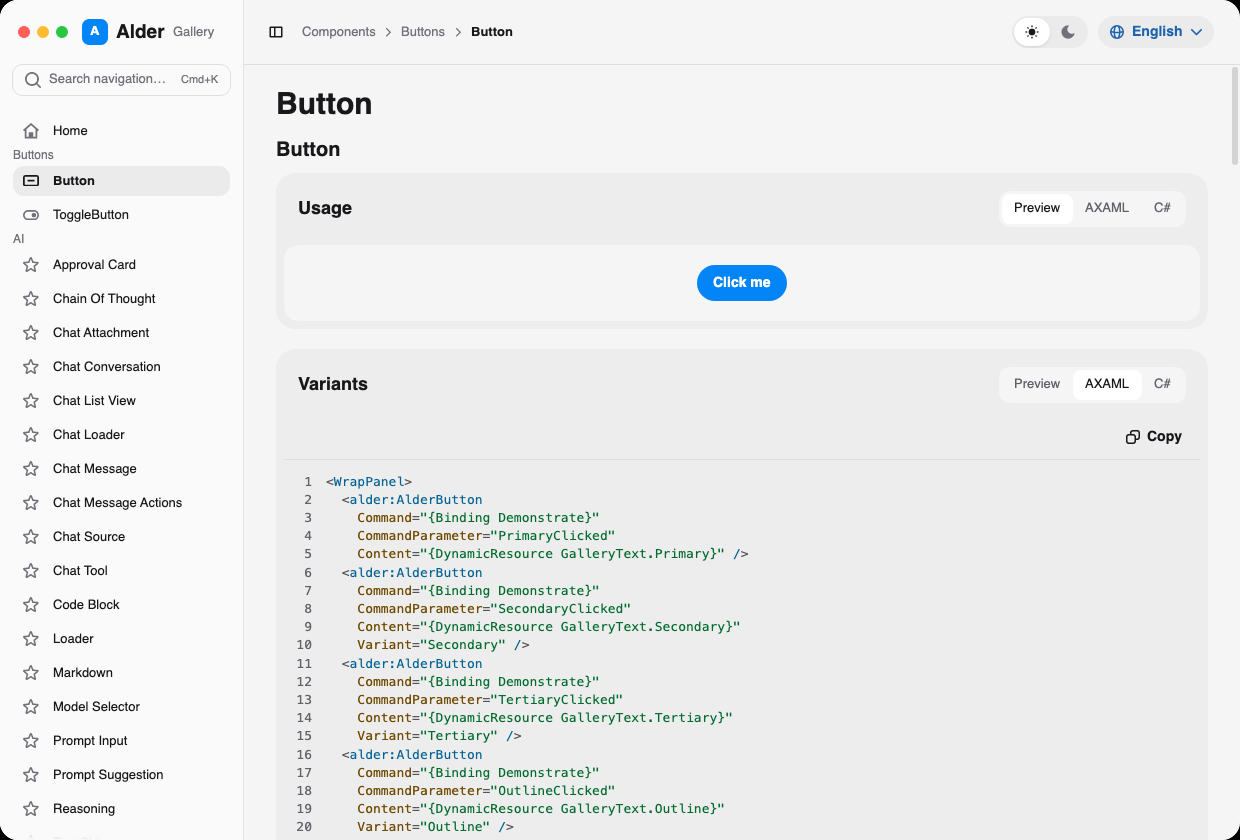 A Alder Gallery
Search navigation... Cmd+K
Home
Buttons
Button
ToggleButton
AI
Approval Card
Chain Of Thought
Chat Attachment
Chat Conversation
Chat List View
Chat Loader
Chat Message
Chat Message Actions
Chat Source
Chat Tool
Code Block
Loader
Markdown
Model Selector
Prompt Input
Prompt Suggestion
Reasoning
Components > Buttons > Button
English
Button
Button
Usage
Preview AXAML C#
Click me
Variants
Preview AXAML C#
Copy
1 <WrapPanel>
2 <alder:AlderButton
3 Command="{Binding Demonstrate}"
4 CommandParameter="PrimaryClicked"
5 Content="{DynamicResource GalleryText.Primary}" />
6 <alder:AlderButton
7 Command="{Binding Demonstrate}"
8 CommandParameter="SecondaryClicked"
9 Content="{DynamicResource GalleryText.Secondary}"
10 Variant="Secondary" />
11 <alder:AlderButton
12 Command="{Binding Demonstrate}"
13 CommandParameter="TertiaryClicked"
14 Content="{DynamicResource GalleryText.Tertiary}"
15 Variant="Tertiary" />
16 <alder:AlderButton
17 Command="{Binding Demonstrate}"
18 CommandParameter="OutlineClicked"
19 Content="{DynamicResource GalleryText.Outline}"
20 Variant="Outline" />